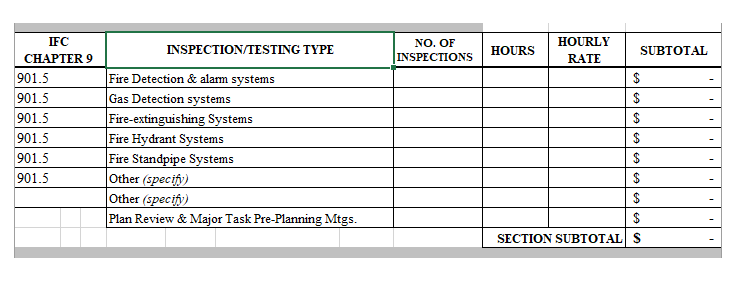 IFC CHAPTER 9 INSPECTION/TESTING TYPE NO. OF INSPECTIONS HOURS HOURLY RATE SUBTOTAL
901.5 Fire Detection & alarm systems $ -
901.5 Gas Detection systems $ -
901.5 Fire-extinguishing Systems $ -
901.5 Fire Hydrant Systems $ -
901.5 Fire Standpipe Systems $ -
901.5 Other (specify) $ -
Other (specify) $ -
Plan Review & Major Task Pre-Planning Mtgs. $ -
SECTION SUBTOTAL $ -